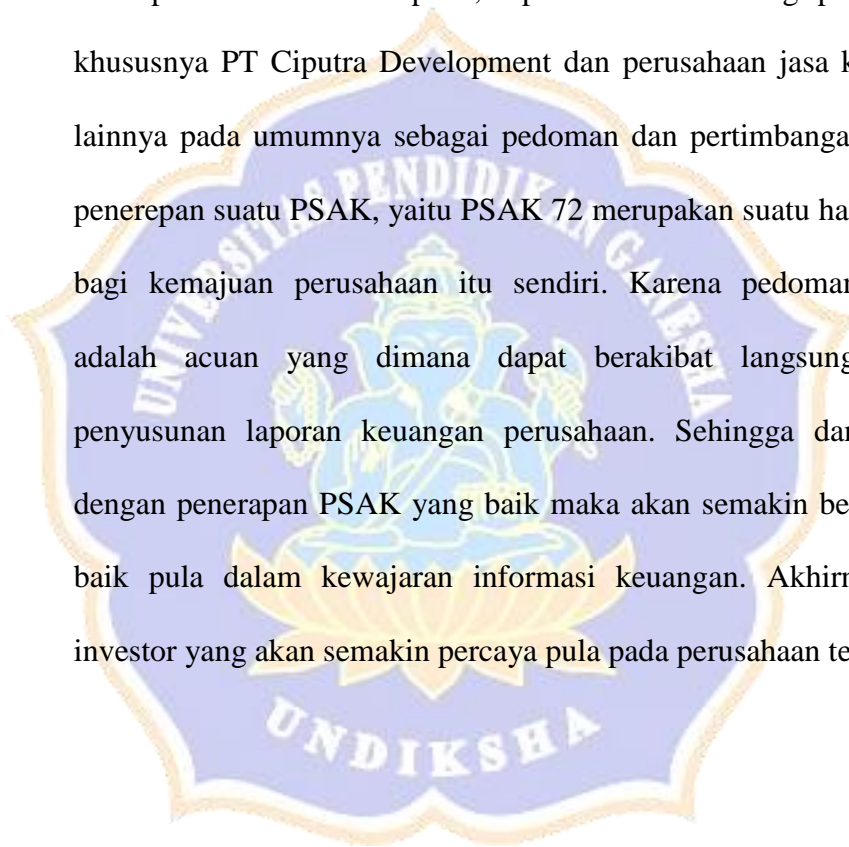 khususnya PT Ciputra Development dan perusahaan jasa k
lainnya pada umumnya sebagai pedoman dan pertimbanga
penerepan suatu PSAK, yaitu PSAK 72 merupakan suatu ha
bagi kemajuan perusahaan itu sendiri. Karena pedoman
adalah acuan yang dimana dapat berakibat langsung
penyusunan laporan keuangan perusahaan. Sehingga dar
dengan penerapan PSAK yang baik maka akan semakin be
baik pula dalam kewajaran informasi keuangan. Akhirn
investor yang akan semakin percaya pula pada perusahaan te
UNIVERSITAS PENDIDIKAN GANESHA
UNDIKSHA